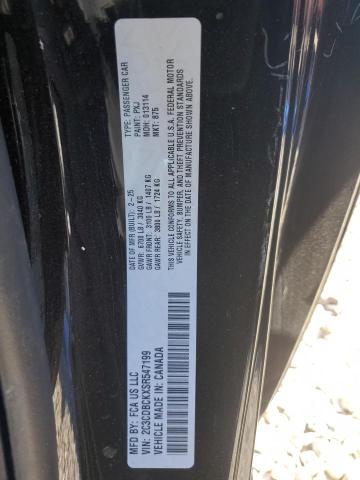 MFD BY: FCA US LLC
DATE OF MFR (BUILT): 2-25
TYPE: PASSENGER CAR
VIN: 2C3CDBCKXSR547199
GVWR: 6700 LB / 3040 KG
PAINT: PXJ
VEHICLE MADE IN: CANADA
GAWR FRONT: 3100 LB / 1407 KG
MDH: 013114
GAWR REAR: 3800 LB / 1724 KG
MKT: 875
THIS VEHICLE CONFORMS TO ALL APPLICABLE U.S.A. FEDERAL MOTOR
VEHICLE SAFETY, BUMPER, AND THEFT PREVENTION STANDARDS
IN EFFECT ON THE DATE OF MANUFACTURE SHOWN ABOVE.